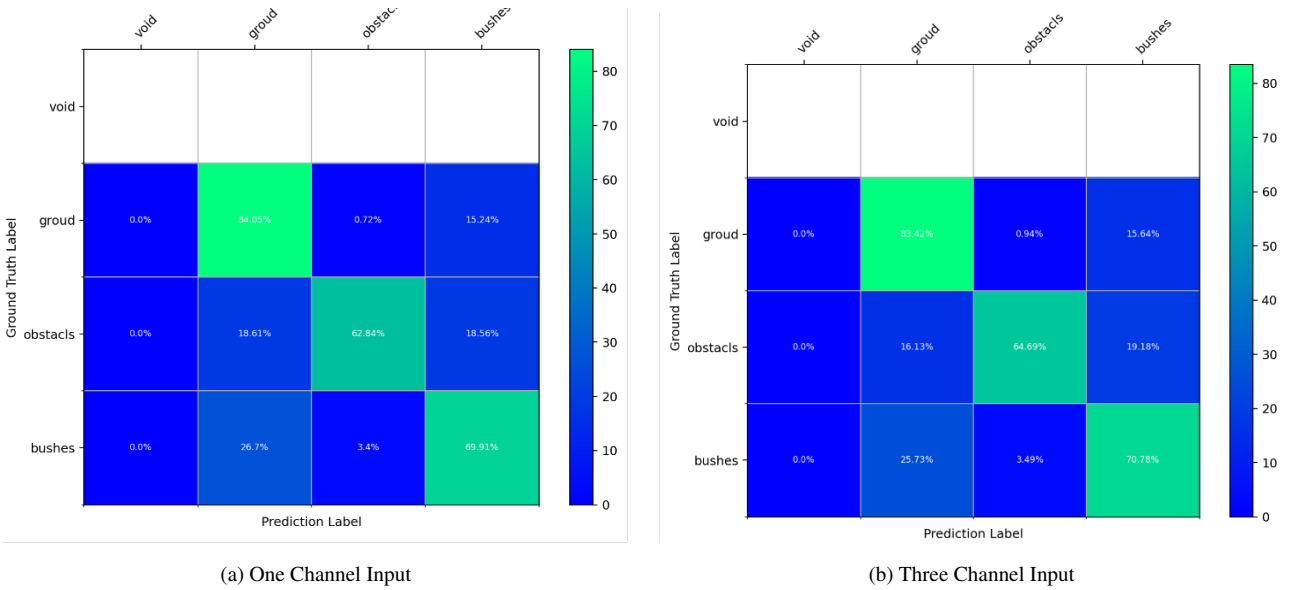 void
groud
bushes
80
70
60
50
40
30
20
10
0
void
groud
obstacls
bushes
Ground Truth Label
0.0%
84.05%
0.72%
15.24%
0.0%
18.61%
62.84%
18.56%
0.0%
26.7%
3.4%
69.91%
Prediction Label
(a) One Channel Input
void
groud
obstacls
bushes
80
70
60
50
40
30
20
10
0
void
groud
obstacls
bushes
Ground Truth Label
0.0%
83.42%
0.94%
15.64%
0.0%
16.13%
64.69%
19.18%
0.0%
25.73%
3.49%
70.78%
Prediction Label
(b) Three Channel Input